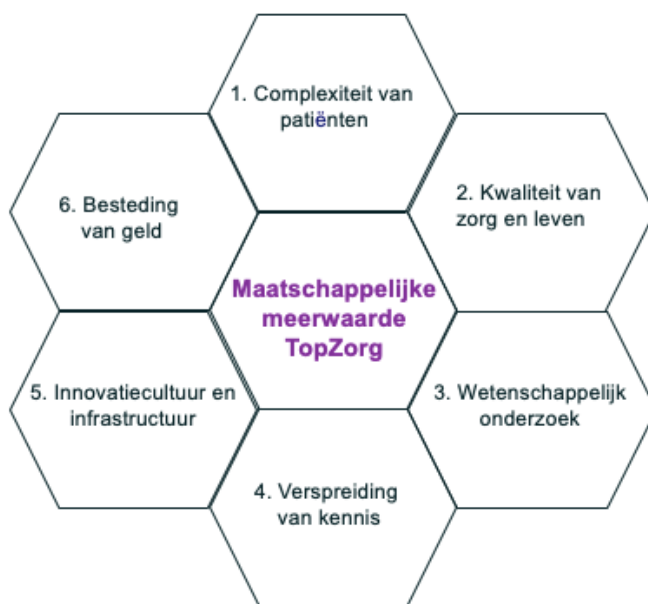 1. Complexiteit van
patiënten
2. Kwaliteit van
zorg en leven
3. Wetenschappelijk
onderzoek
4. Verspreiding
van kennis
5. Innovatiecultuur en
infrastructuur
6. Besteding
van geld
Maatschappelijke
meerwaarde
TopZorg